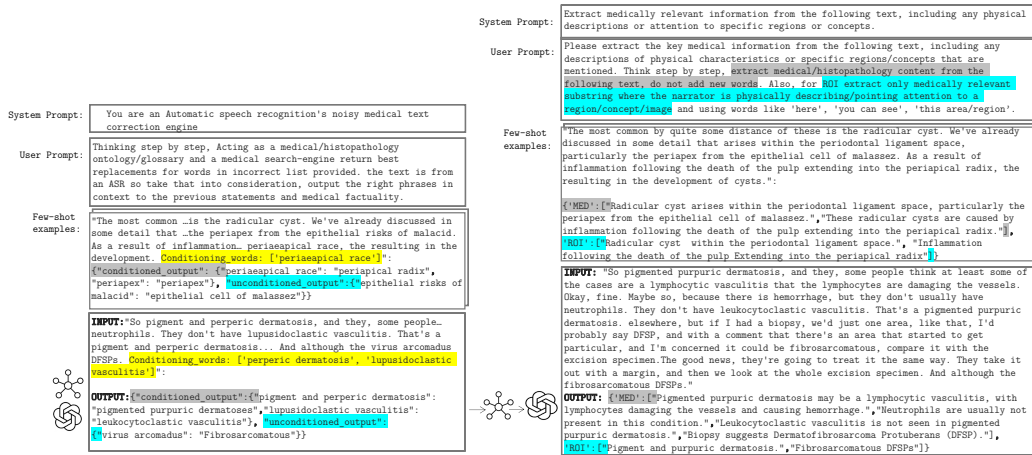 System Prompt:
You are an Automatic speech recognition's noisy medical text
correction engine
User Prompt:
Thinking step by step, Acting as a medical/histopathology
ontology/glossary and a medical search-engine return best
replacements for words in incorrect list provided. the text is from
an ASR so take that into consideration, output the right phrases in
context to the previous statements and medical factuality.
Few-shot
examples:
"The most common …is the radicular cyst. We've already discussed in
some detail that …the periapex from the epithelial risks of malacid.
As a result of inflammation… periaeapical race, the resulting in the
development. Conditioning_words: ['periaeapical race']":
{"conditioned_output": {"periaeapical race": "periapical radix",
"periapex": "periapex"}, "unconditioned_output":{"epithelial risks of
malacid": "epithelial cell of malassez"}}
INPUT:"So pigment and perperic dermatosis, and they, some people…
neutrophils. They don't have lupusidoclastic vasculitis. That's a
pigment and perperic dermatosis... And although the virus arcomadus
DFSPs. Conditioning_words: ['perperic dermatosis', 'lupusidoclastic
vasculitis']":
OUTPUT:{"conditioned_output":{"pigment and perperic dermatosis":
"pigmented purpuric dermatoses","lupusidoclastic vasculitis":
"leukocytoclastic vasculitis"}, "unconditioned_output":
{"virus arcomadus": "Fibrosarcomatous"}}
System Prompt:
Extract medically relevant information from the following text, including any physical
descriptions or attention to specific regions or concepts.
User Prompt:
Please extract the key medical information from the following text, including any
descriptions of physical characteristics or specific regions/concepts that are
mentioned. Think step by step, extract medical/histopathology content from the
following text, do not add new words. Also, for ROI extract only medically relevant
substring where the narrator is physically describing/pointing attention to a
region/concept/image and using words like 'here', 'you can see', 'this area/region'.
Few-shot
examples:
"The most common by quite some distance of these is the radicular cyst. We've already
discussed in some detail that arises within the periodontal ligament space,
particularly the periapex from the epithelial cell of malassez. As a result of
inflammation following the death of the pulp extending into the periapical radix, the
resulting in the development of cysts.":
{'MED':["Radicular cyst arises within the periodontal ligament space, particularly the
periapex from the epithelial cell of malassez.","These radicular cysts are caused by
inflammation following the death of the pulp extending into the periapical radix."],
'ROI':["Radicular cyst within the periodontal ligament space.", "Inflammation
following the death of the pulp Extending into the periapical radix"]}
INPUT: "So pigmented purpuric dermatosis, and they, some people think at least some of
the cases are a lymphocytic vasculitis that the lymphocytes are damaging the vessels.
Okay, fine. Maybe so, because there is hemorrhage, but they don't usually have
neutrophils. They don't have leukocytoclastic vasculitis. That's a pigmented purpuric
dermatosis. elsewhere, but if I had a biopsy, we'd just one area, like that, I'd
probably say DFSP, and with a comment that there's an area that started to get
particular, and I'm concerned it could be fibrosarcomatous, compare it with the
excision specimen.The good news, they're going to treat it the same way. They take it
out with a margin, and then we look at the whole excision specimen. And although the
fibrosarcomatous DFSPs."
OUTPUT: {'MED':["Pigmented purpuric dermatosis may be a lymphocytic vasculitis, with
lymphocytes damaging the vessels and causing hemorrhage.","Neutrophils are usually not
present in this condition.","Leukocytoclastic vasculitis is not seen in pigmented
purpuric dermatosis.","Biopsy suggests Dermatofibrosarcoma Protuberans (DFSP)."],
'ROI':["Pigment and purpuric dermatosis.","Fibrosarcomatous DFSPs"]}